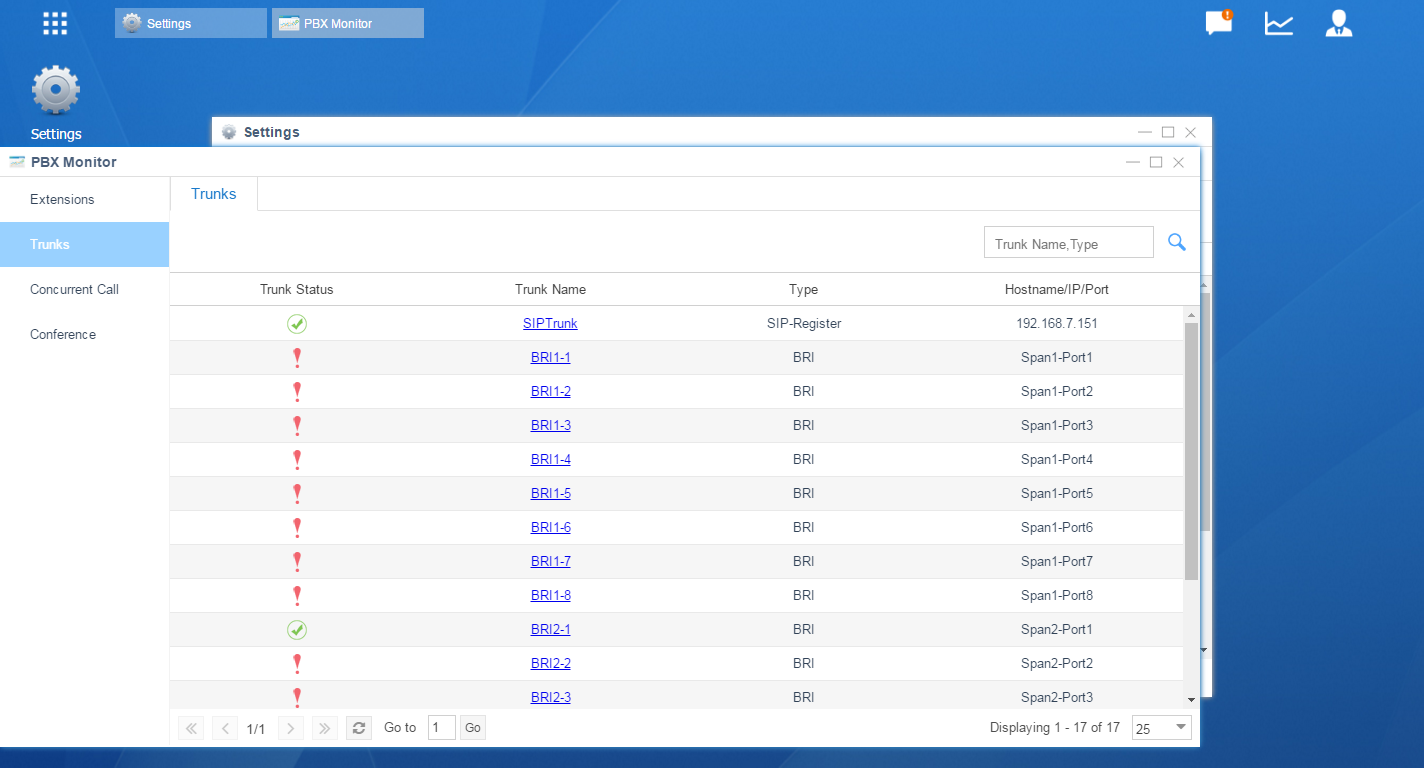 Settings PBX Monitor
Settings
Settings
PBX Monitor
Extensions
Trunks
Concurrent Call
Conference
Trunks
Trunk Name,Type
Trunk Status Trunk Name Type Hostname/IP/Port
SIPTrunk SIP-Register 192.168.7.151
BRI1-1 BRI Span1-Port1
BRI1-2 BRI Span1-Port2
BRI1-3 BRI Span1-Port3
BRI1-4 BRI Span1-Port4
BRI1-5 BRI Span1-Port5
BRI1-6 BRI Span1-Port6
BRI1-7 BRI Span1-Port7
BRI1-8 BRI Span1-Port8
BRI2-1 BRI Span2-Port1
BRI2-2 BRI Span2-Port2
BRI2-3 BRI Span2-Port3
1/1 Go to 1 Go Displaying 1 - 17 of 17 25